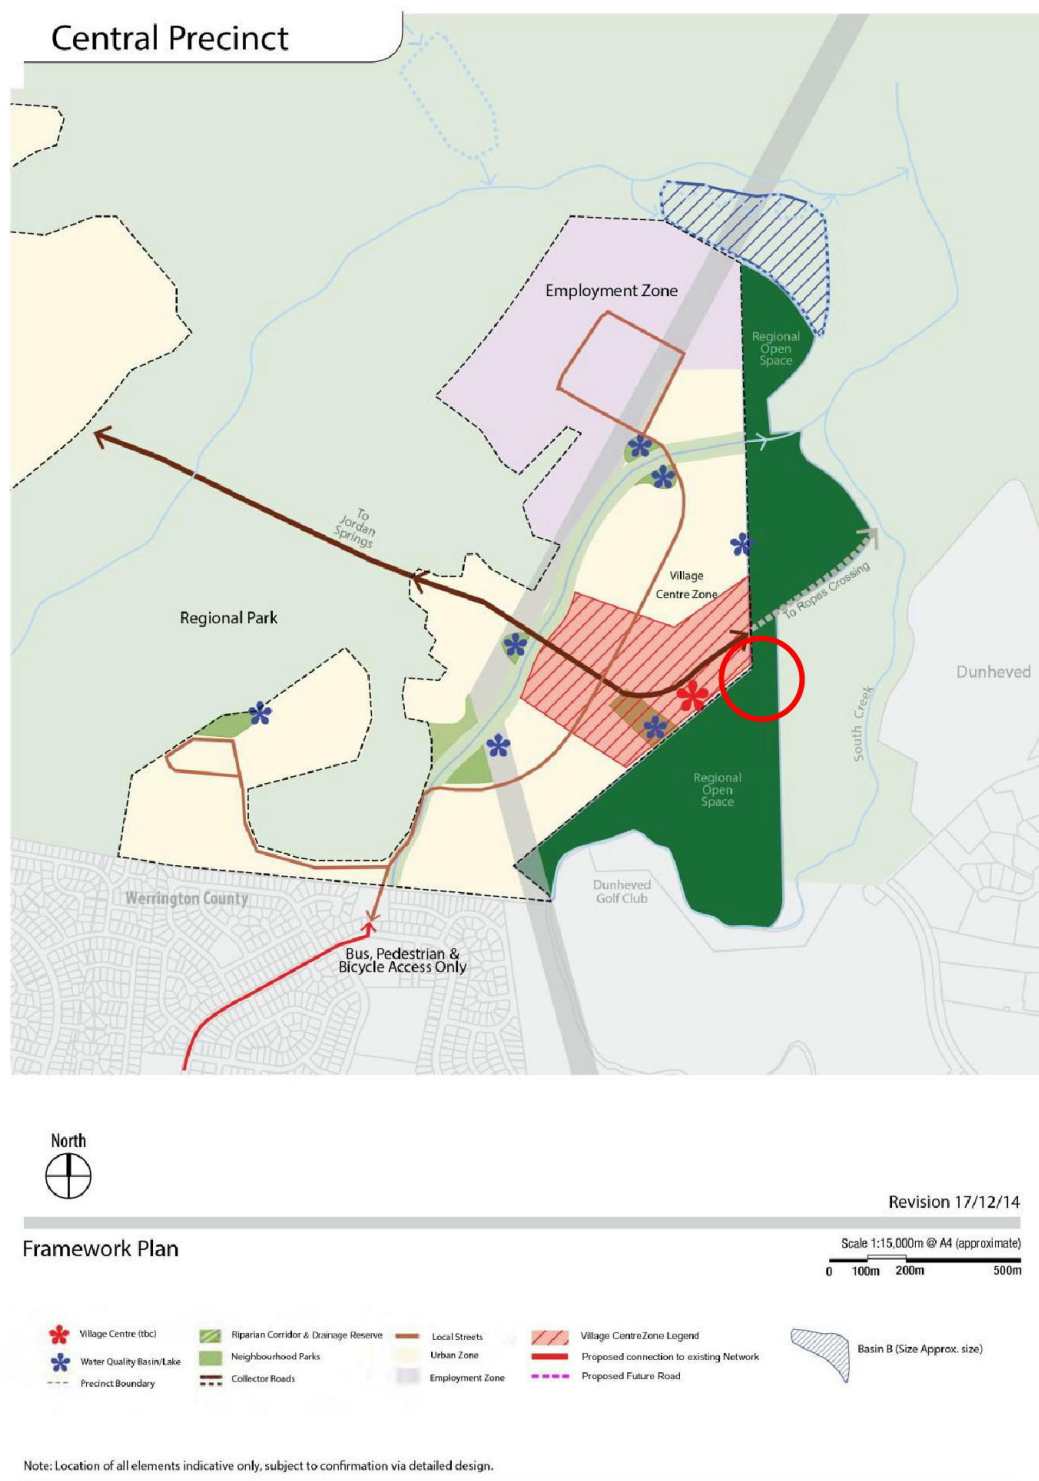 Central Precinct
Employment Zone
Regional
Open
Space
To
Jordan
Springs
Village
Centre Zone
To Ropes Crossing
Regional Park
Dunheved
South Creek
Regional
Open
Space
Werrington County
Dunheved
Golf Club
Bus, Pedestrian &
Bicycle Access Only
North
Revision 17/12/14
Framework Plan
Scale 1:15,000m @ A4 (approximate)
0 100m 200m 500m
Village Centre (tbc)
Water Quality Basin/Lake
Precinct Boundary
Riparian Corridor & Drainage Reserve
Neighbourhood Parks
Collector Roads
Local Streets
Urban Zone
Employment Zone
Village CentreZone Legend
Proposed connection to existing Network
Proposed Future Road
Basin B (Size Approx. size)
Note: Location of all elements indicative only, subject to confirmation via detailed design.